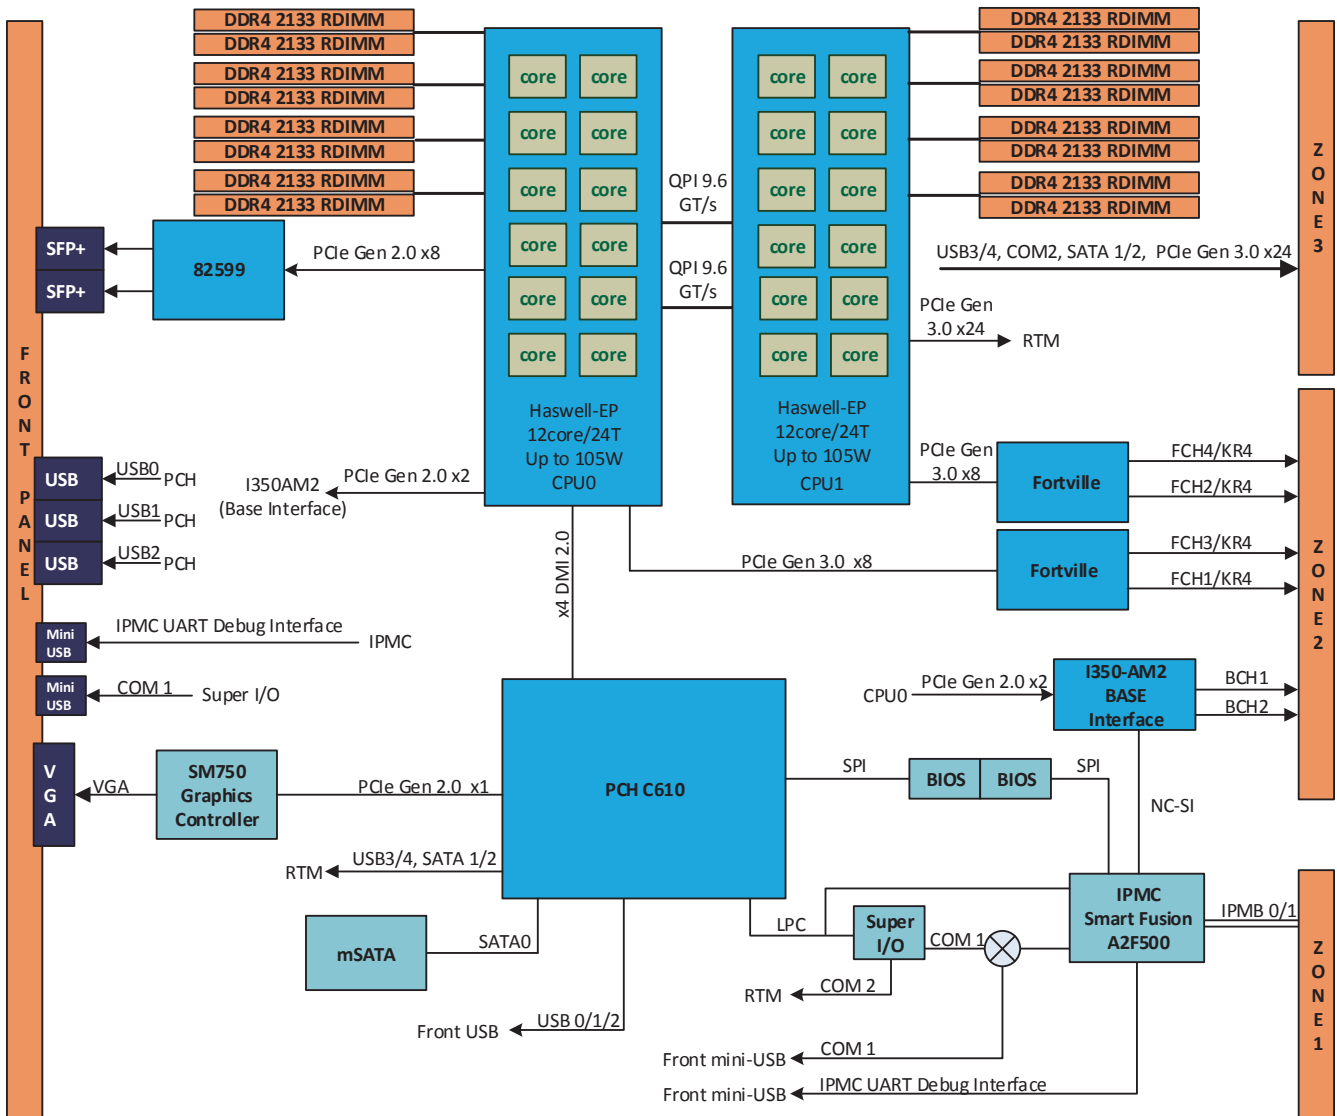 DDR4 2133 RDIMM
DDR4 2133 RDIMM
DDR4 2133 RDIMM
DDR4 2133 RDIMM
DDR4 2133 RDIMM
DDR4 2133 RDIMM
DDR4 2133 RDIMM
DDR4 2133 RDIMM
core core
core core
core core
core core
core core
core core
Haswell-EP
12core/24T
Up to 105W
CPU0
QPI 9.6
GT/s
QPI 9.6
GT/s
core core
core core
core core
core core
core core
core core
Haswell-EP
12core/24T
Up to 105W
CPU1
DDR4 2133 RDIMM
DDR4 2133 RDIMM
DDR4 2133 RDIMM
DDR4 2133 RDIMM
DDR4 2133 RDIMM
DDR4 2133 RDIMM
DDR4 2133 RDIMM
DDR4 2133 RDIMM
ZONE3
USB3/4, COM2, SATA 1/2, PCIe Gen 3.0 x24
PCIe Gen
3.0 x24
RTM
SFP+
SFP+
82599
PCIe Gen 2.0 x8
FRONT PANEL
USB
USB0
PCH
USB
USB1
PCH
USB
USB2
PCH
I350AM2
(Base Interface)
PCIe Gen 2.0 x2
x4 DMI 2.0
PCIe Gen
3.0 x8
Fortville
FCH4/KR4
FCH2/KR4
PCIe Gen 3.0 x8
Fortville
FCH3/KR4
FCH1/KR4
ZONE2
Mini
USB
IPMC UART Debug Interface
IPMC
Mini
USB
COM 1
Super I/O
CPU0
PCIe Gen 2.0 x2
I350-AM2
BASE
Interface
BCH1
BCH2
VGA
VGA
SM750
Graphics
Controller
PCIe Gen 2.0 x1
PCH C610
SPI
BIOS
BIOS
SPI
NC-SI
RTM
USB3/4, SATA 1/2
mSATA
SATA0
Front USB
USB 0/1/2
LPC
Super
I/O
COM 1
IPMC
Smart Fusion
A2F500
IPMB 0/1
ZONE1
RTM
COM 2
Front mini-USB
COM 1
Front mini-USB
IPMC UART Debug Interface